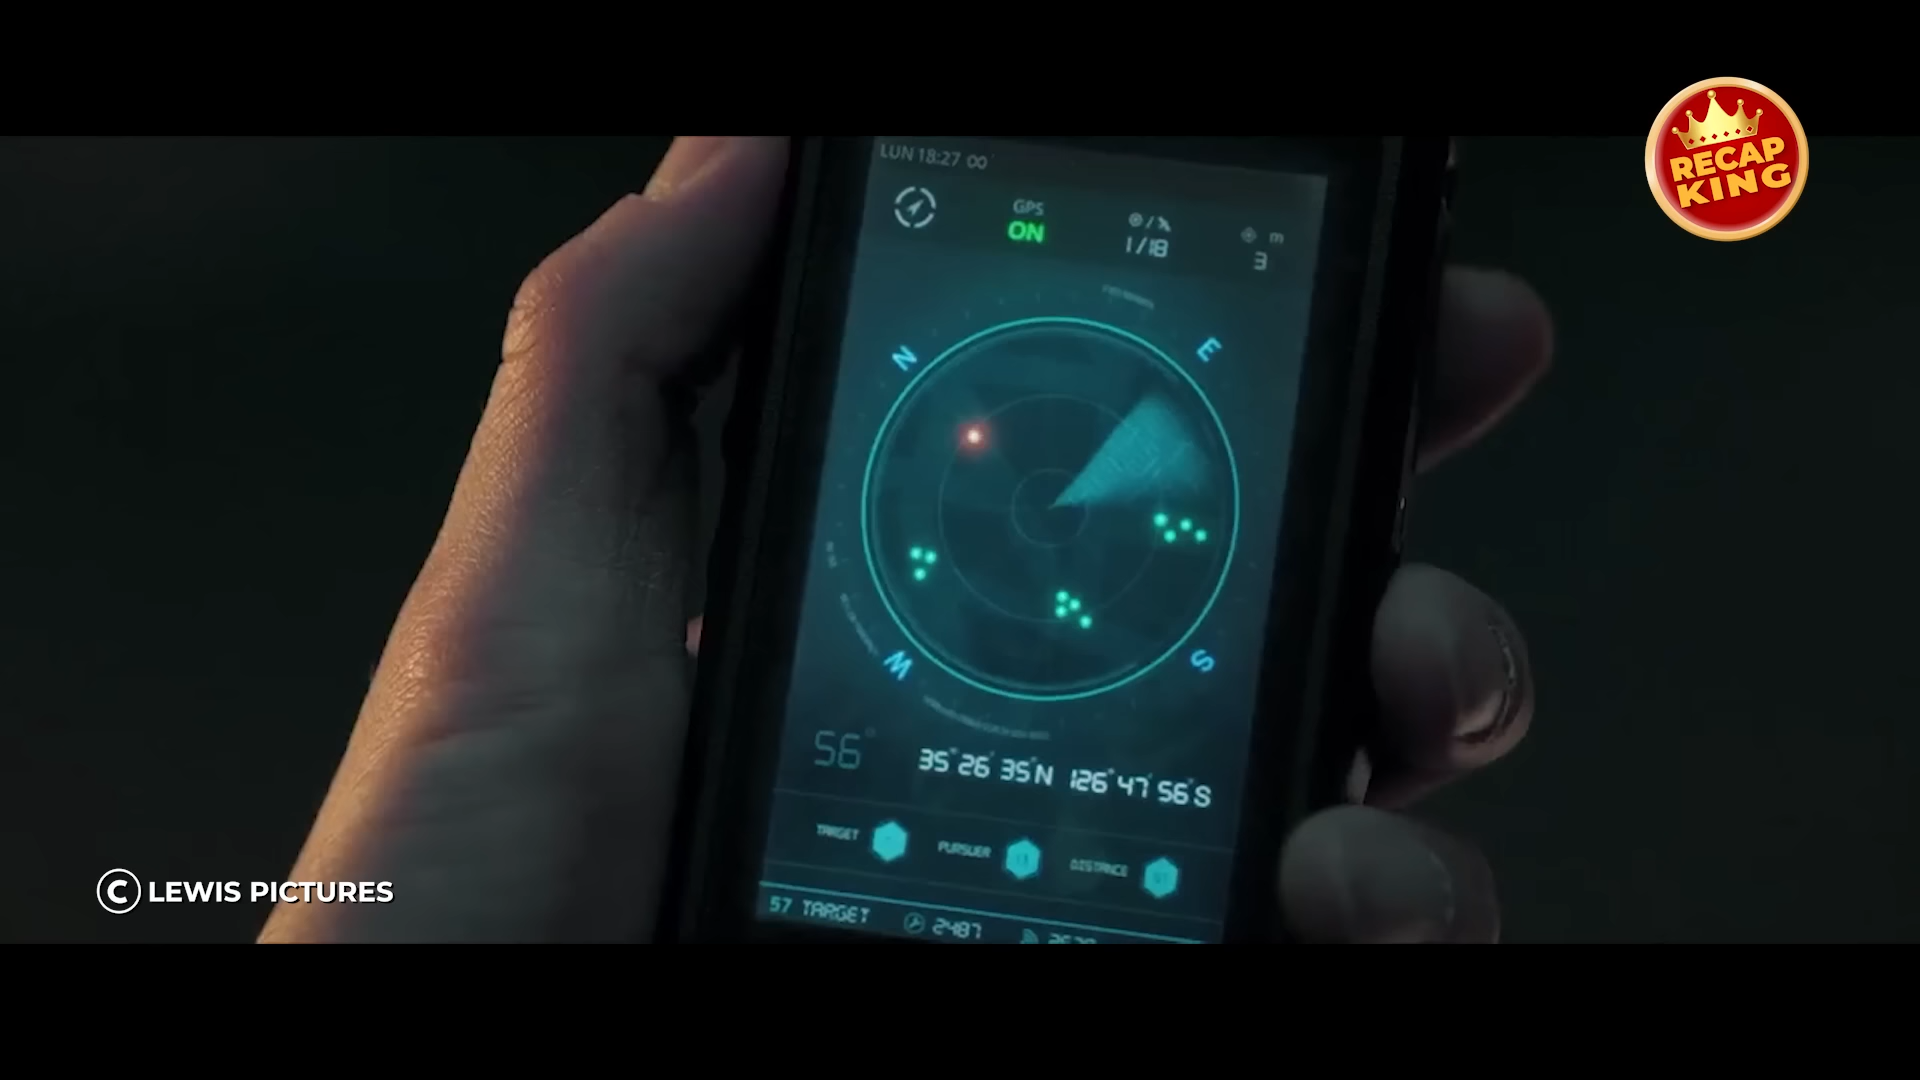 RECAP
KING
LUN 18:27 00
GPS
ON
1/18
m
3
N
E
W
S
56°
35° 26' 35" N 126° 47' 56" S
TARGET
PURSUER
DISTANCE
57 TARGET
2487
© LEWIS PICTURES